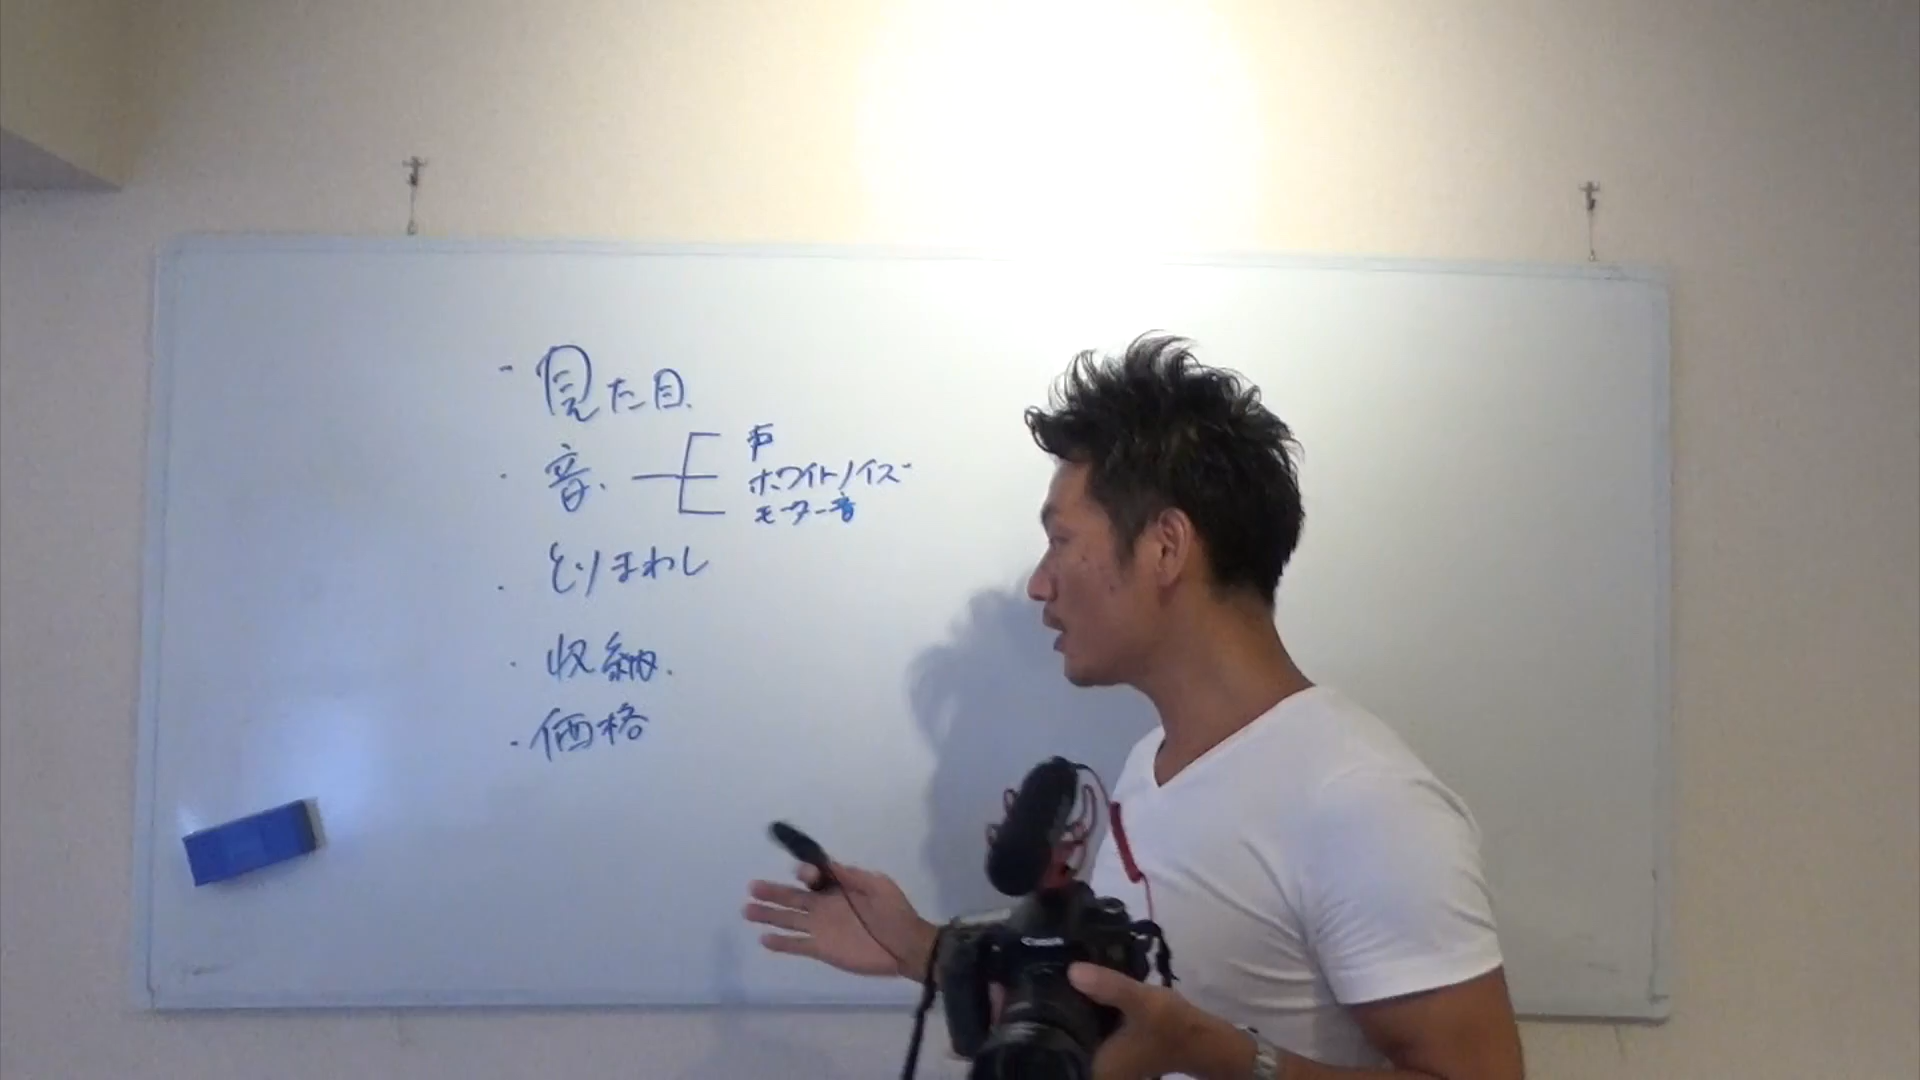 ・見た目.
・音.
声
ホワイトノイズ
モーター音
・とりまわし
・収納.
・価格
Canon